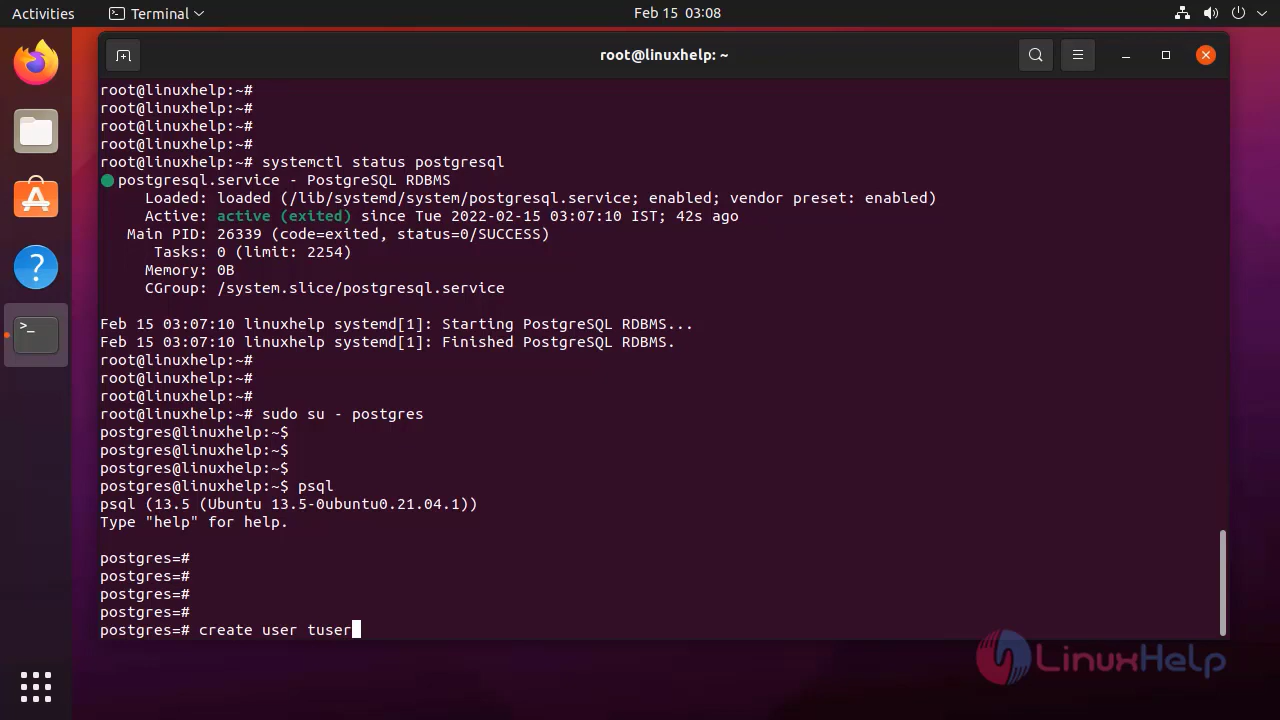 Activities Terminal Feb 15 03:08
root@linuxhelp: ~
root@linuxhelp:~#
root@linuxhelp:~#
root@linuxhelp:~#
root@linuxhelp:~#
root@linuxhelp:~# systemctl status postgresql
postgresql.service - PostgreSQL RDBMS
Loaded: loaded (/lib/systemd/system/postgresql.service; enabled; vendor preset: enabled)
Active: active (exited) since Tue 2022-02-15 03:07:10 IST; 42s ago
Main PID: 26339 (code=exited, status=0/SUCCESS)
Tasks: 0 (limit: 2254)
Memory: 0B
CGroup: /system.slice/postgresql.service
Feb 15 03:07:10 linuxhelp systemd[1]: Starting PostgreSQL RDBMS...
Feb 15 03:07:10 linuxhelp systemd[1]: Finished PostgreSQL RDBMS.
root@linuxhelp:~#
root@linuxhelp:~#
root@linuxhelp:~#
root@linuxhelp:~# sudo su - postgres
postgres@linuxhelp:~$
postgres@linuxhelp:~$
postgres@linuxhelp:~$
postgres@linuxhelp:~$ psql
psql (13.5 (Ubuntu 13.5-0ubuntu0.21.04.1))
Type "help" for help.
postgres=#
postgres=#
postgres=#
postgres=#
postgres=# create user tuser
LinuxHelp